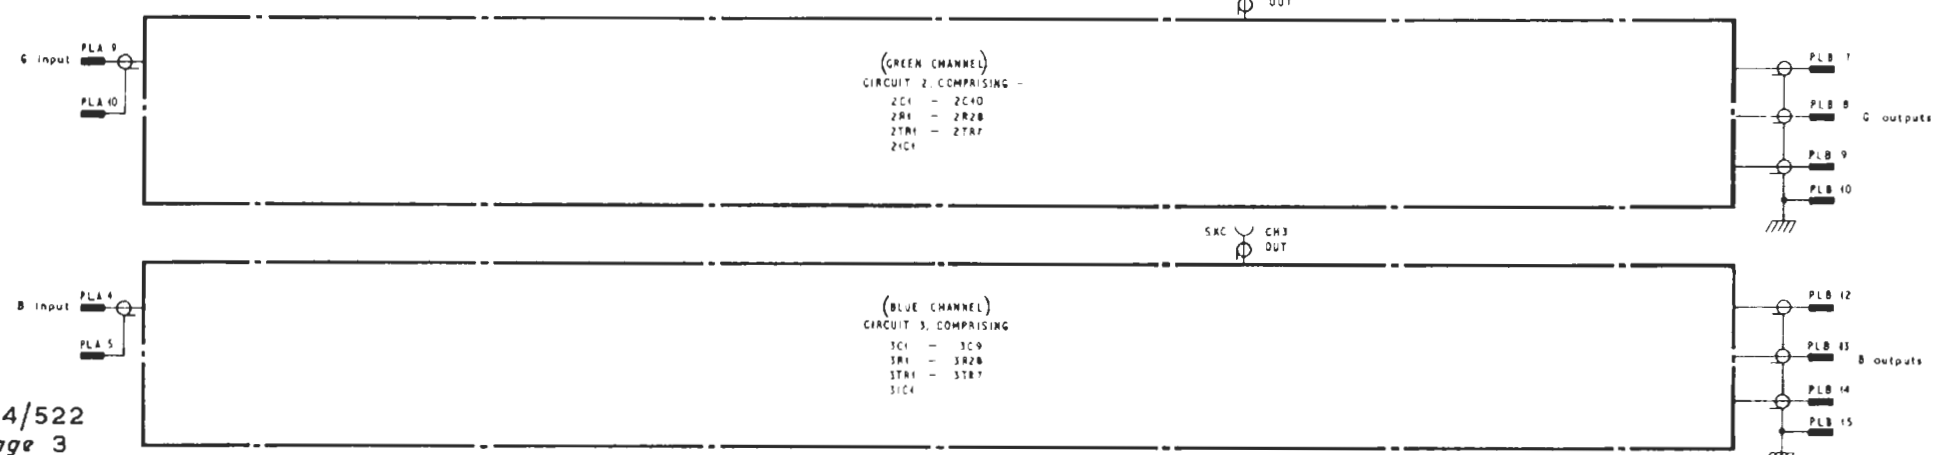 OUT
G input
PLA 9
PLA 10
(GREEN CHANNEL)
CIRCUIT 2, COMPRISING -
2C1 - 2C10
2R1 - 2R28
2TR1 - 2TR7
2IC1
PLB 7
PLB 8
G outputs
PLB 9
PLB 10
SKC CH3
OUT
B input
PLA 4
PLA 5
(BLUE CHANNEL)
CIRCUIT 3, COMPRISING
3C1 - 3C9
3R1 - 3R28
3TR1 - 3TR7
3IC1
PLB 12
PLB 13
B outputs
PLB 14
PLB 15
4/522
age 3